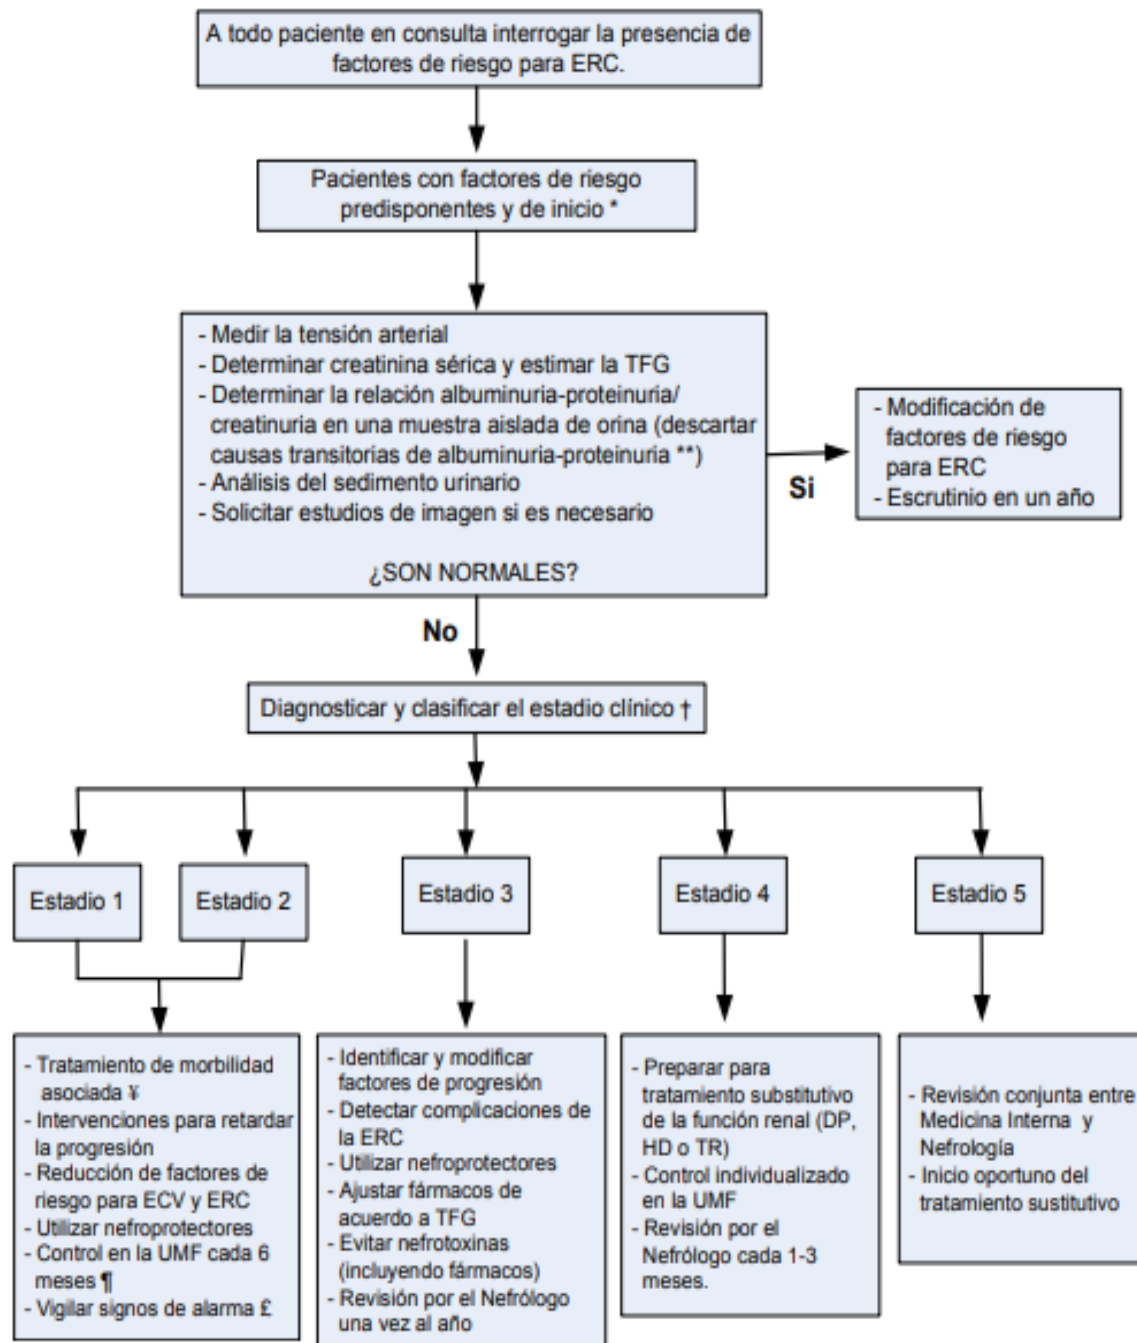 A todo paciente en consulta interrogar la presencia de
factores de riesgo para ERC.
Pacientes con factores de riesgo
predisponentes y de inicio *
- Medir la tensión arterial
- Determinar creatinina sérica y estimar la TFG
- Determinar la relación albuminuria-proteinuria/
creatinuria en una muestra aislada de orina (descartar
causas transitorias de albuminuria-proteinuria **)
- Análisis del sedimento urinario
- Solicitar estudios de imagen si es necesario
¿SON NORMALES?
Si
- Modificación de
factores de riesgo
para ERC
- Escrutinio en un año
No
Diagnosticar y clasificar el estadio clínico †
Estadio 1
Estadio 2
Estadio 3
Estadio 4
Estadio 5
- Tratamiento de morbilidad
asociada ¥
- Intervenciones para retardar
la progresión
- Reducción de factores de
riesgo para ECV y ERC
- Utilizar nefroprotectores
- Control en la UMF cada 6
meses ¶
- Vigilar signos de alarma £
- Identificar y modificar
factores de progresión
- Detectar complicaciones de
la ERC
- Utilizar nefroprotectores
- Ajustar fármacos de
acuerdo a TFG
- Evitar nefrotoxinas
(incluyendo fármacos)
- Revisión por el Nefrólogo
una vez al año
- Preparar para
tratamiento substitutivo
de la función renal (DP,
HD o TR)
- Control individualizado
en la UMF
- Revisión por el
Nefrólogo cada 1-3
meses.
- Revisión conjunta entre
Medicina Interna y
Nefrología
- Inicio oportuno del
tratamiento sustitutivo